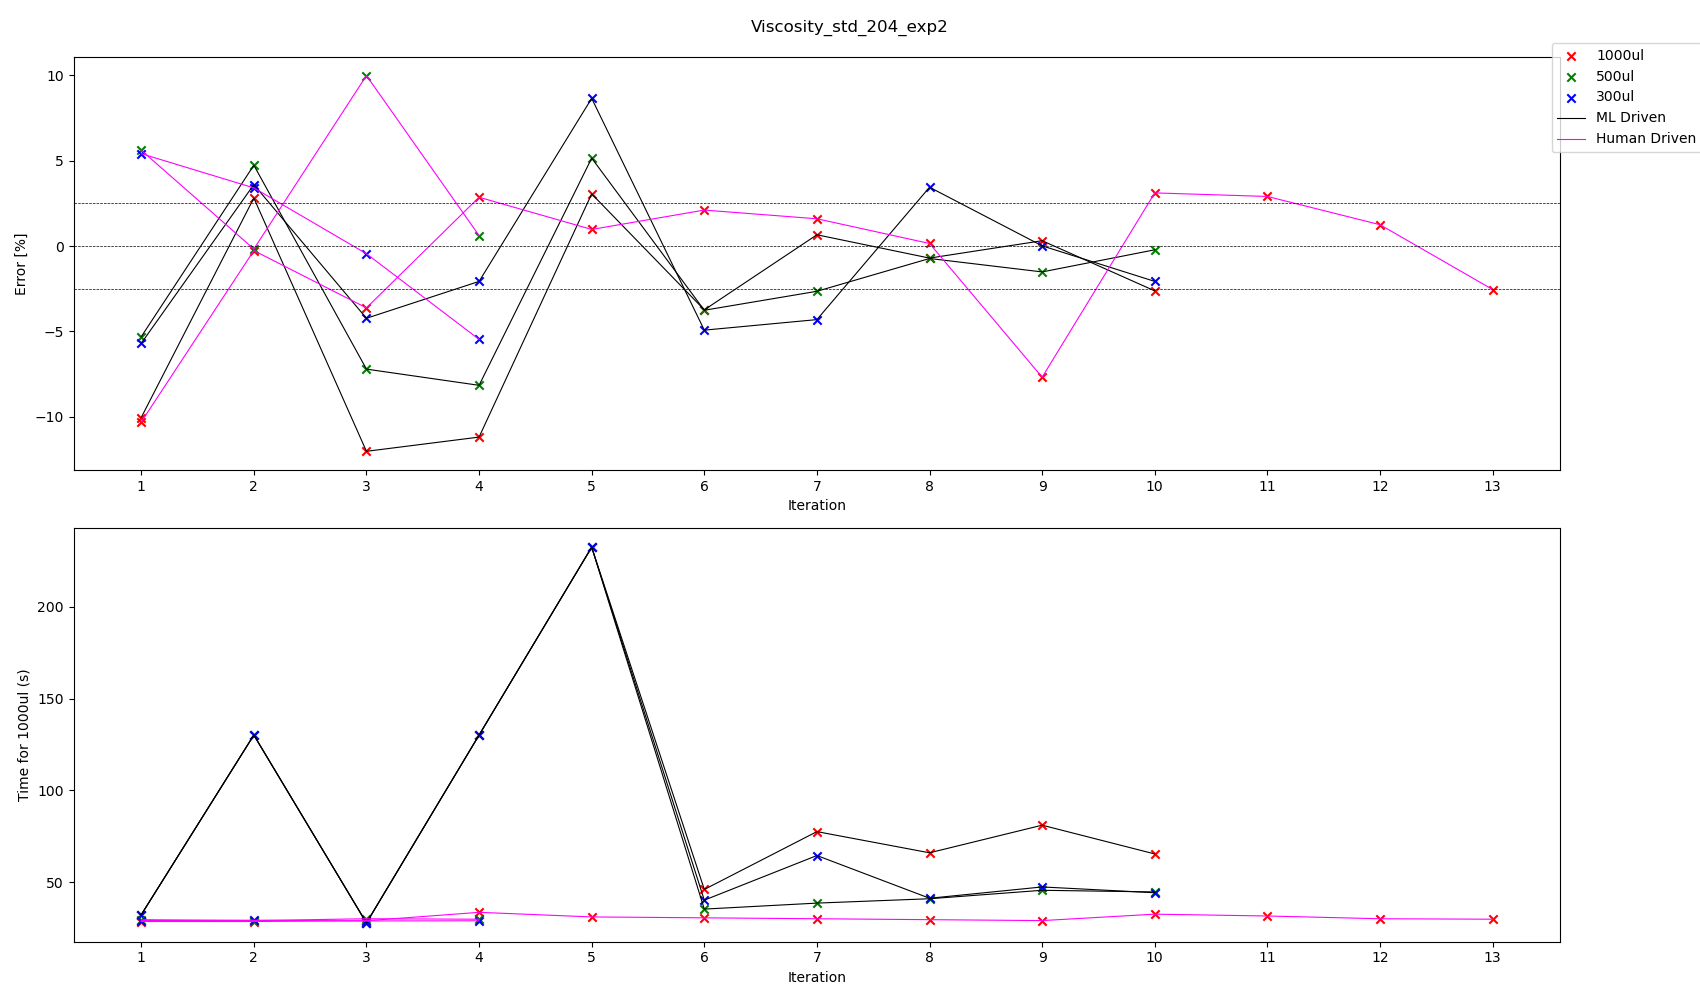 Viscosity_std_204_exp2
1000ul
500ul
300ul
ML Driven
Human Driven
Error [%]
10
5
0
−5
−10
1 2 3 4 5 6 7 8 9 10 11 12 13
Iteration
Time for 1000ul (s)
200
150
100
50
1 2 3 4 5 6 7 8 9 10 11 12 13
Iteration